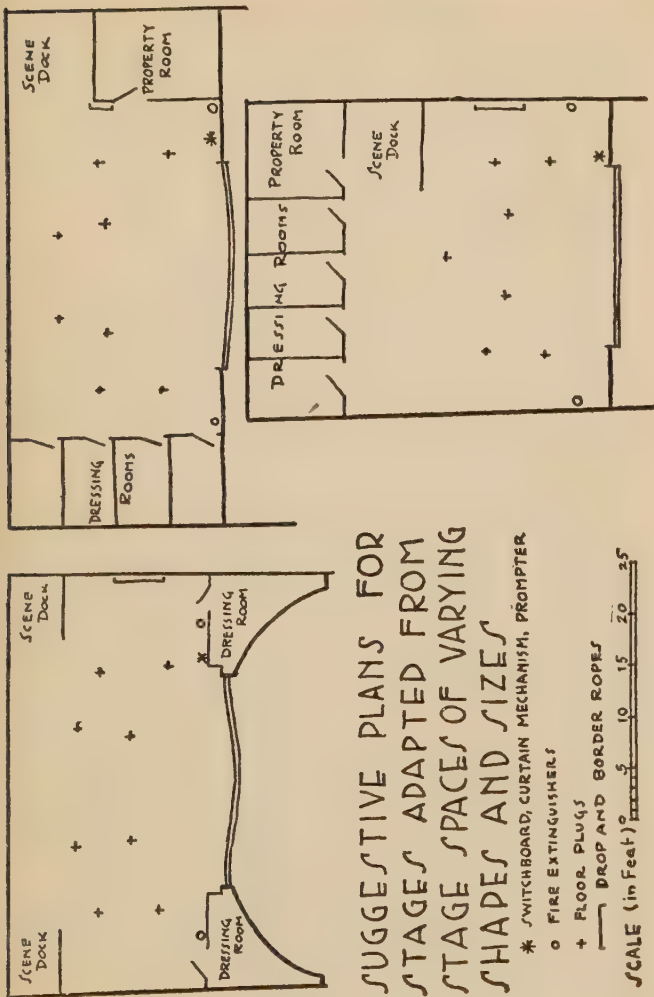 SCENE
DOCK
SCENE
DOCK
DRESSING
ROOM
DRESSING
ROOM
SCENE
DOCK
DRESSING
ROOMS
PROPERTY
ROOM
SUGGESTIVE PLANS FOR
STAGES ADAPTED FROM
STAGE SPACES OF VARYING
SHAPES AND SIZES
* SWITCHBOARD, CURTAIN MECHANISM, PROMPTER
o FIRE EXTINGUISHERS
+ FLOOR PLUGS
DROP AND BORDER ROPES
SCALE (in Feet) 0 5 10 15 20 25
DRESSING ROOMS
PROPERTY
ROOM
SCENE
DOCK